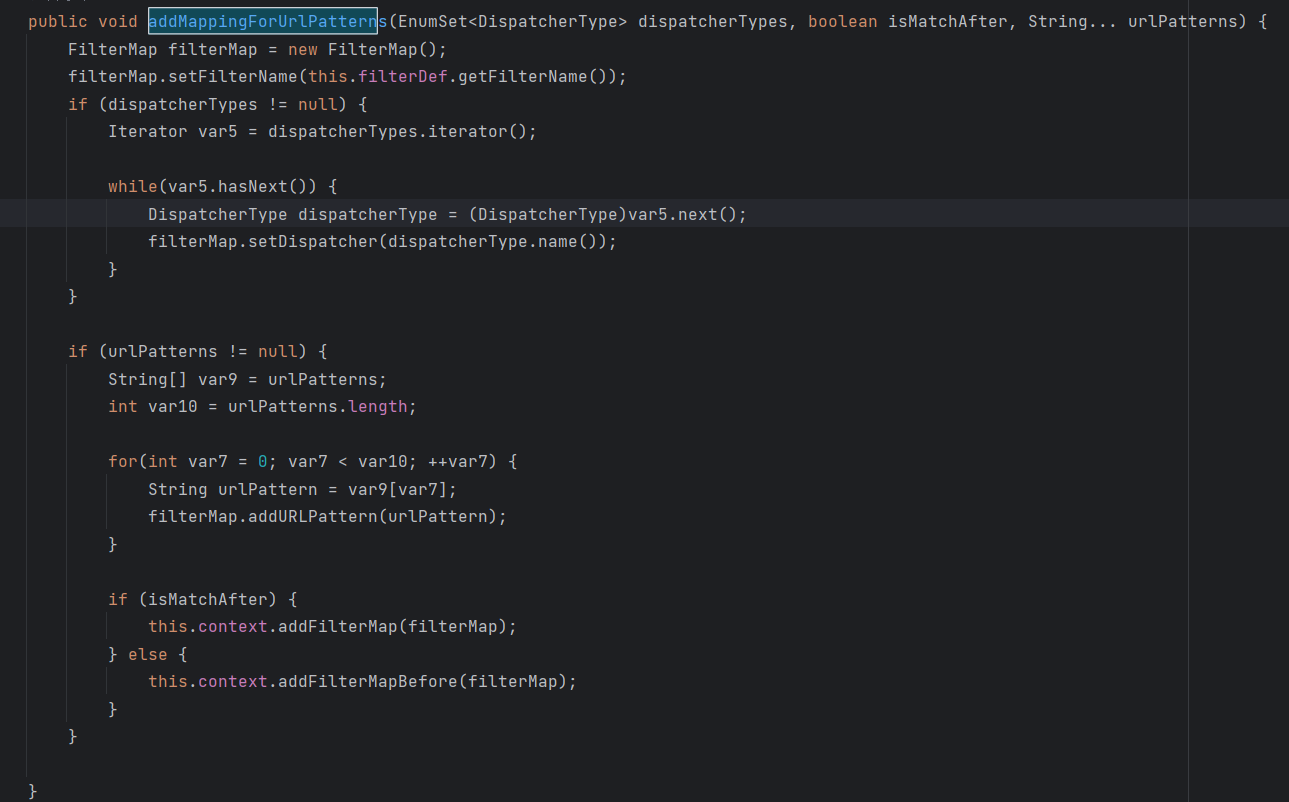 public void addMappingForUrlPatterns(EnumSet<DispatcherType> dispatcherTypes, boolean isMatchAfter, String... urlPatterns) {
    FilterMap filterMap = new FilterMap();
    filterMap.setFilterName(this.filterDef.getFilterName());
    if (dispatcherTypes != null) {
        Iterator var5 = dispatcherTypes.iterator();

        while(var5.hasNext()) {
            DispatcherType dispatcherType = (DispatcherType)var5.next();
            filterMap.setDispatcher(dispatcherType.name());
        }
    }

    if (urlPatterns != null) {
        String[] var9 = urlPatterns;
        int var10 = urlPatterns.length;

        for(int var7 = 0; var7 < var10; ++var7) {
            String urlPattern = var9[var7];
            filterMap.addURLPattern(urlPattern);
        }

        if (isMatchAfter) {
            this.context.addFilterMap(filterMap);
        } else {
            this.context.addFilterMapBefore(filterMap);
        }
    }

}